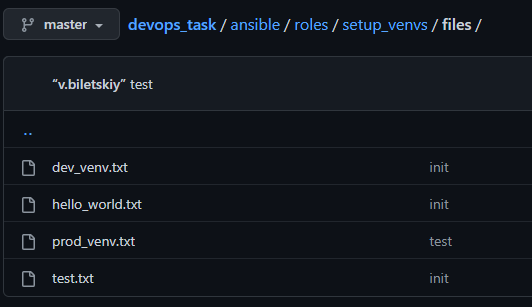 master devops_task / ansible / roles / setup_venvs / files /
“v.biletskiy” test
..
dev_venv.txt init
hello_world.txt init
prod_venv.txt test
test.txt init